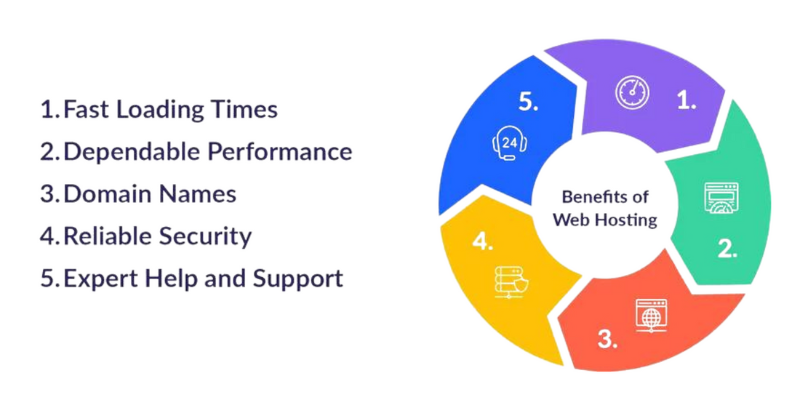 1. Fast Loading Times
2. Dependable Performance
3. Domain Names
4. Reliable Security
5. Expert Help and Support
Benefits of
Web Hosting
1.
2.
3.
4.
5.
24